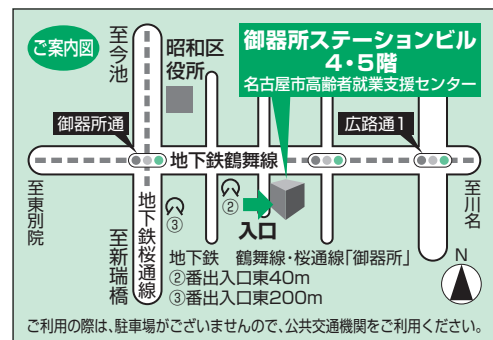 ご案内図
至今池
昭和区
役所
御器所ステーションビル
4・5階
名古屋市高齢者就業支援センター
御器所通
広路通1
地下鉄鶴舞線
至東別院
至新瑞橋
地下鉄桜通線
③
②
入口
至川名
N
地下鉄 鶴舞線・桜通線「御器所」
②番出入口東40m
③番出入口東200m
ご利用の際は、駐車場がございませんので、公共交通機関をご利用ください。